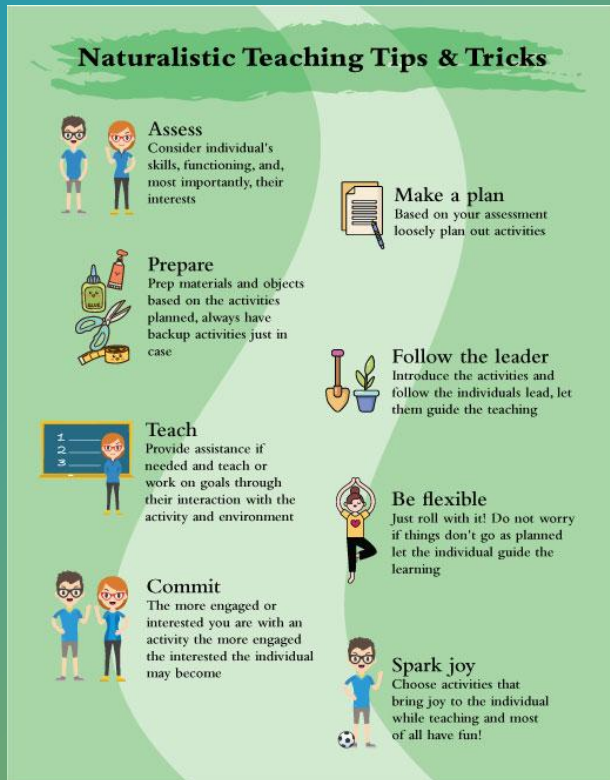 Naturalistic Teaching Tips & Tricks
Assess
Consider individual's
skills, functioning, and,
most importantly, their
interests
Make a plan
Based on your assessment
loosely plan out activities
Prepare
Prep materials and objects
based on the activities
planned, always have
backup activities just in
case
Follow the leader
Introduce the activities and
follow the individuals lead, let
them guide the teaching
GLUE
1
2
3
Teach
Provide assistance if
needed and teach or
work on goals through
their interaction with the
activity and environment
Be flexible
Just roll with it! Do not worry
if things don't go as planned
let the individual guide the
learning
Commit
The more engaged or
interested you are with an
activity the more engaged
the interested the individual
may become
Spark joy
Choose activities that
bring joy to the individual
while teaching and most
of all have fun!